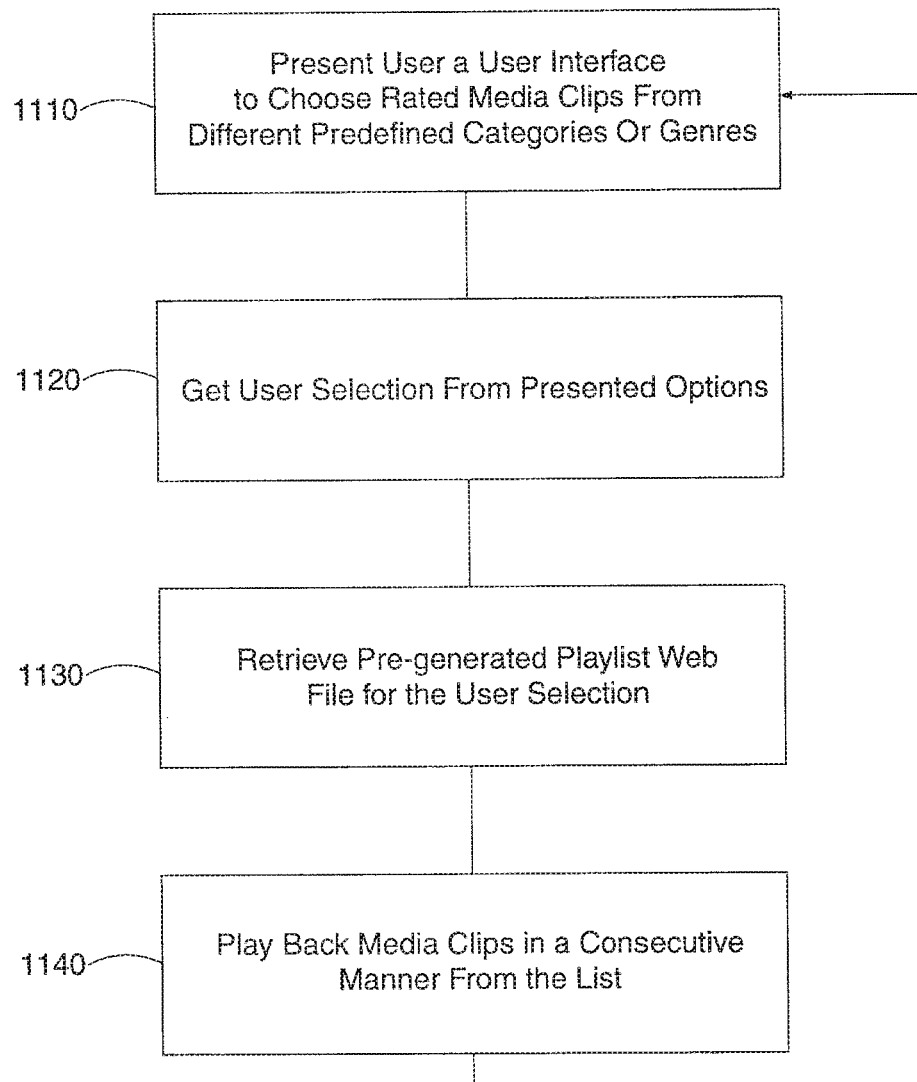 Present User a User Interface
to Choose Rated Media Clips From
Different Predefined Categories Or Genres
1110
1120
Get User Selection From Presented Options
Retrieve Pre-generated Playlist Web
File for the User Selection
1130
Play Back Media Clips in a Consecutive
Manner From the List
1140